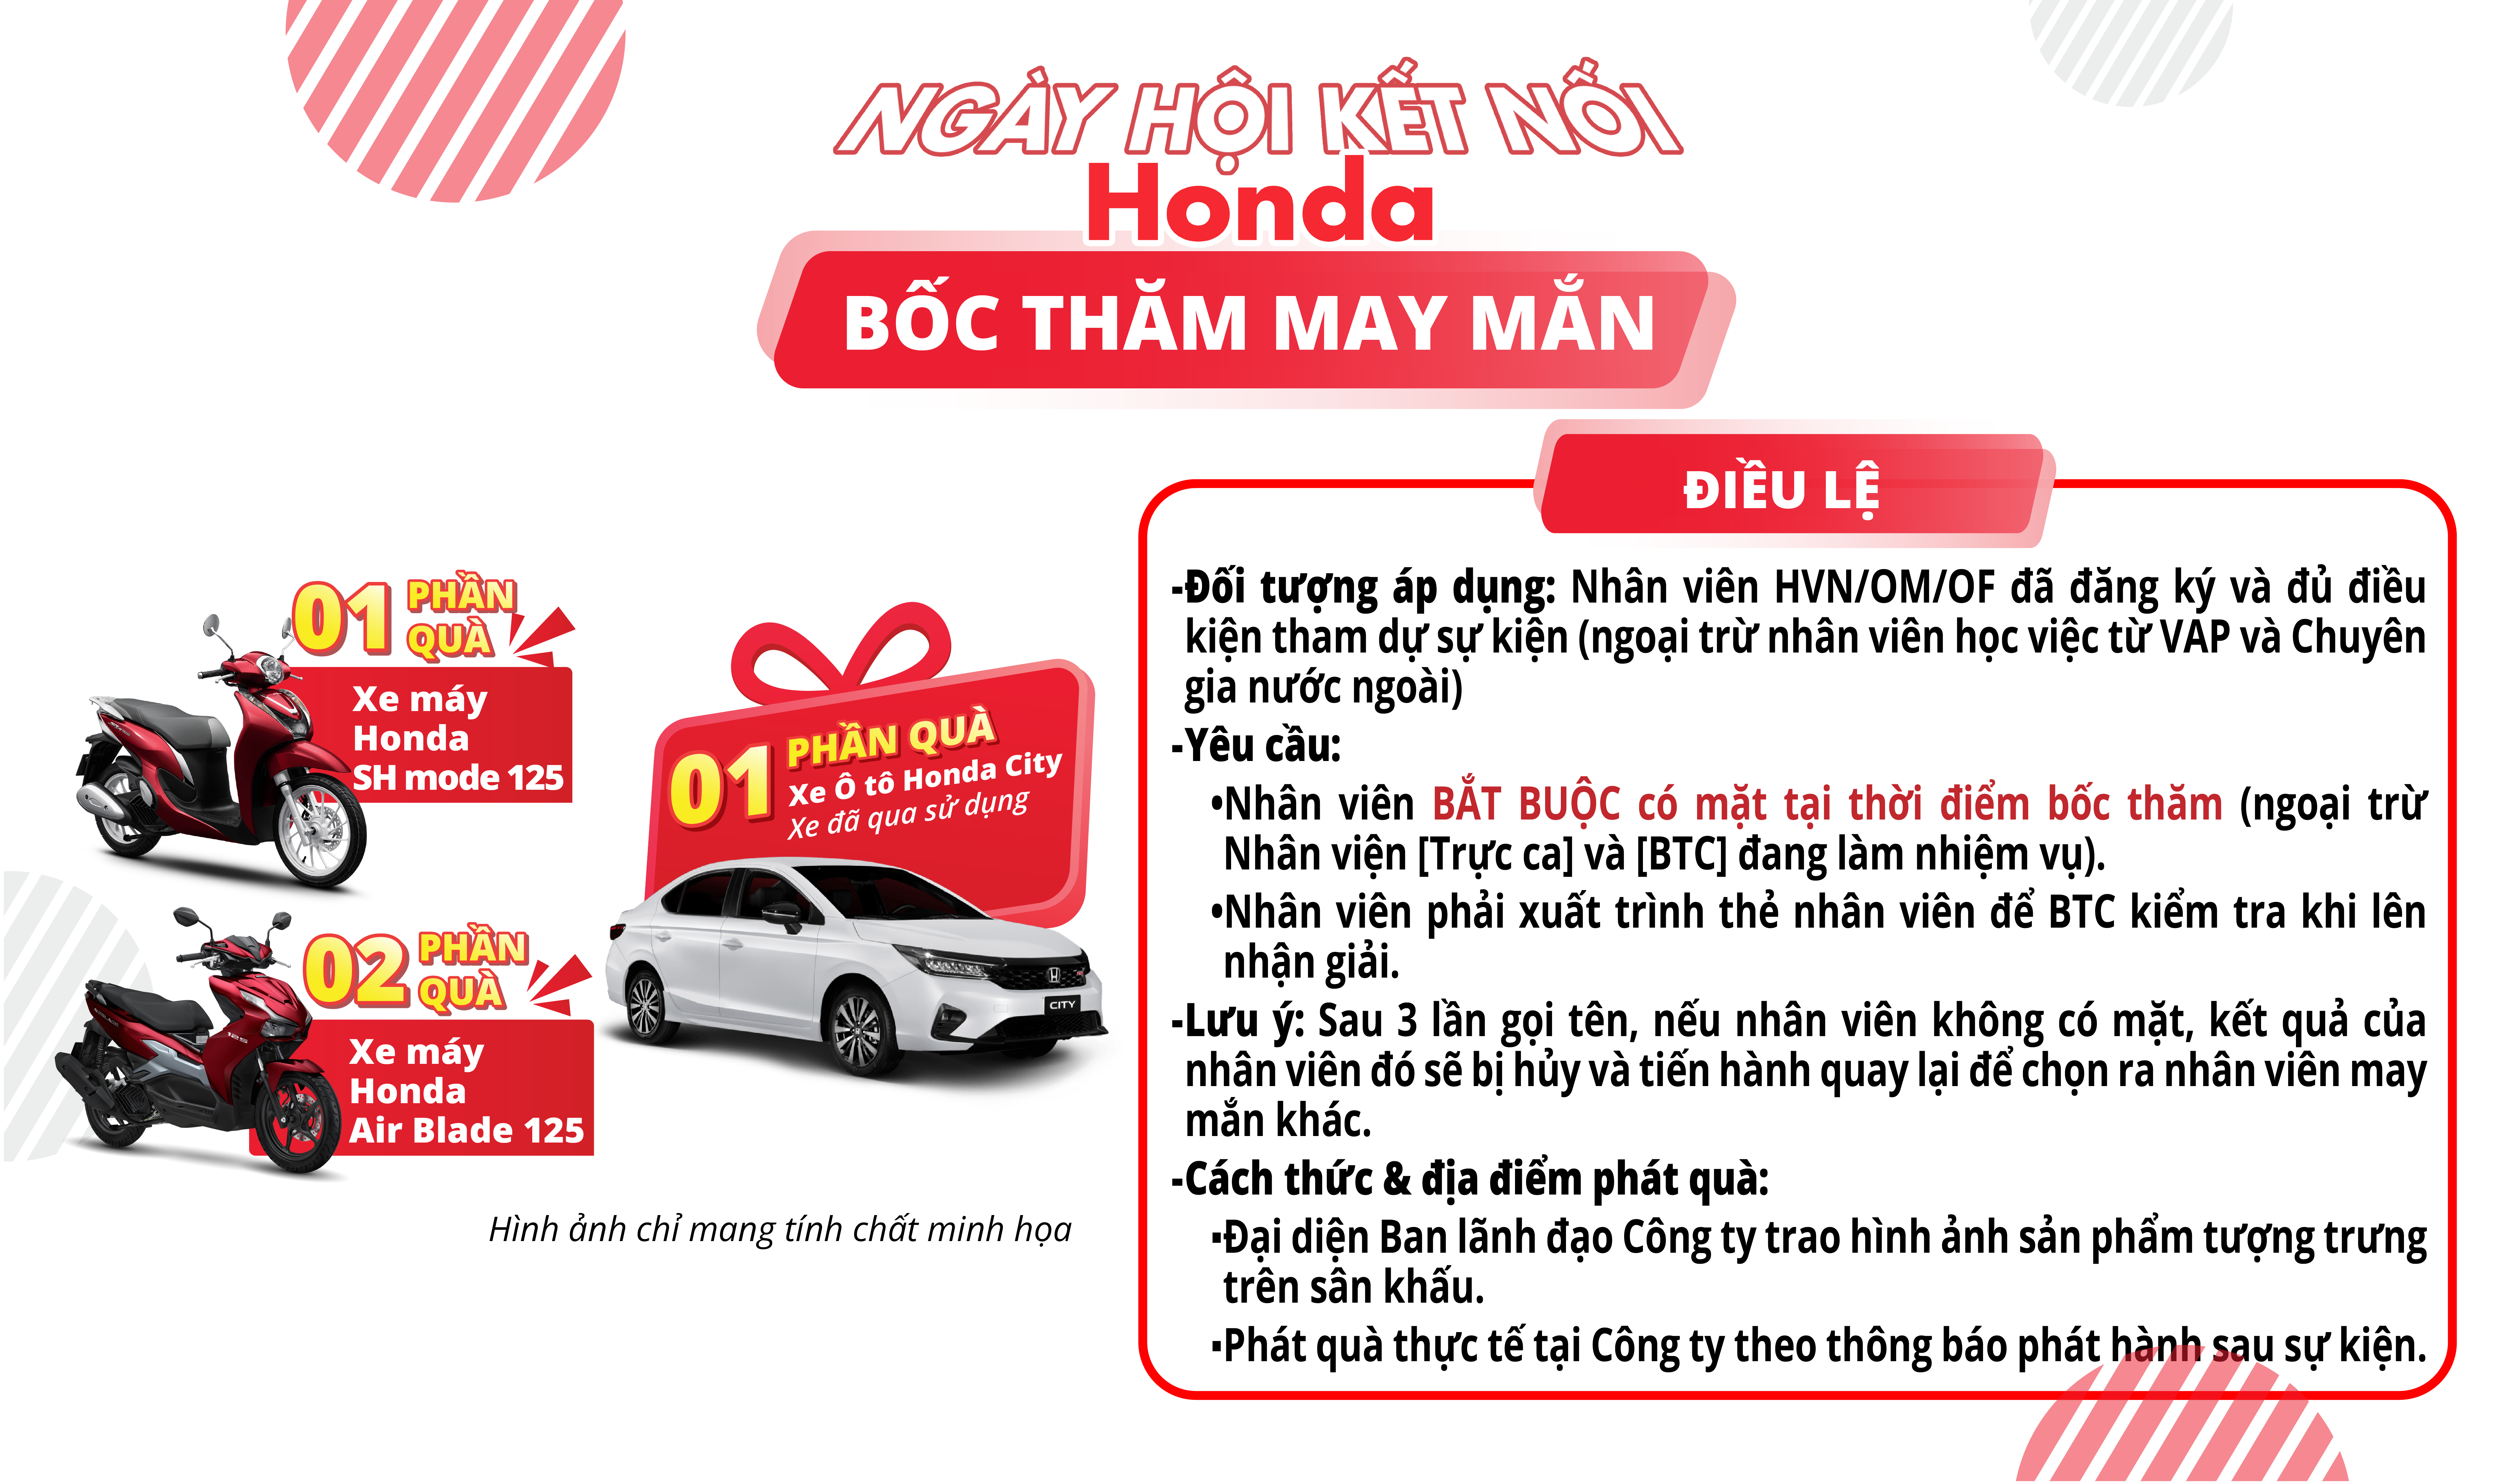 NGÀY HỘI KẾT NỐI
Honda
BỐC THĂM MAY MẮN
01 PHẦN QUÀ
Xe máy
Honda
SH mode 125
02 PHẦN QUÀ
Xe máy
Honda
Air Blade 125
01 PHẦN QUÀ
Xe Ô tô Honda City
Xe đã qua sử dụng
CITY
Hình ảnh chỉ mang tính chất minh họa
ĐIỀU LỆ
-Đối tượng áp dụng: Nhân viên HVN/OM/OF đã đăng ký và đủ điều
kiện tham dự sự kiện (ngoại trừ nhân viên học việc từ VAP và Chuyên
gia nước ngoài)
-Yêu cầu:
•Nhân viên BẮT BUỘC có mặt tại thời điểm bốc thăm (ngoại trừ
Nhân viện [Trực ca] và [BTC] đang làm nhiệm vụ).
•Nhân viên phải xuất trình thẻ nhân viên để BTC kiểm tra khi lên
nhận giải.
-Lưu ý: Sau 3 lần gọi tên, nếu nhân viên không có mặt, kết quả của
nhân viên đó sẽ bị hủy và tiến hành quay lại để chọn ra nhân viên may
mắn khác.
-Cách thức & địa điểm phát quà:
▪Đại diện Ban lãnh đạo Công ty trao hình ảnh sản phẩm tượng trưng
trên sân khấu.
▪Phát quà thực tế tại Công ty theo thông báo phát hành sau sự kiện.